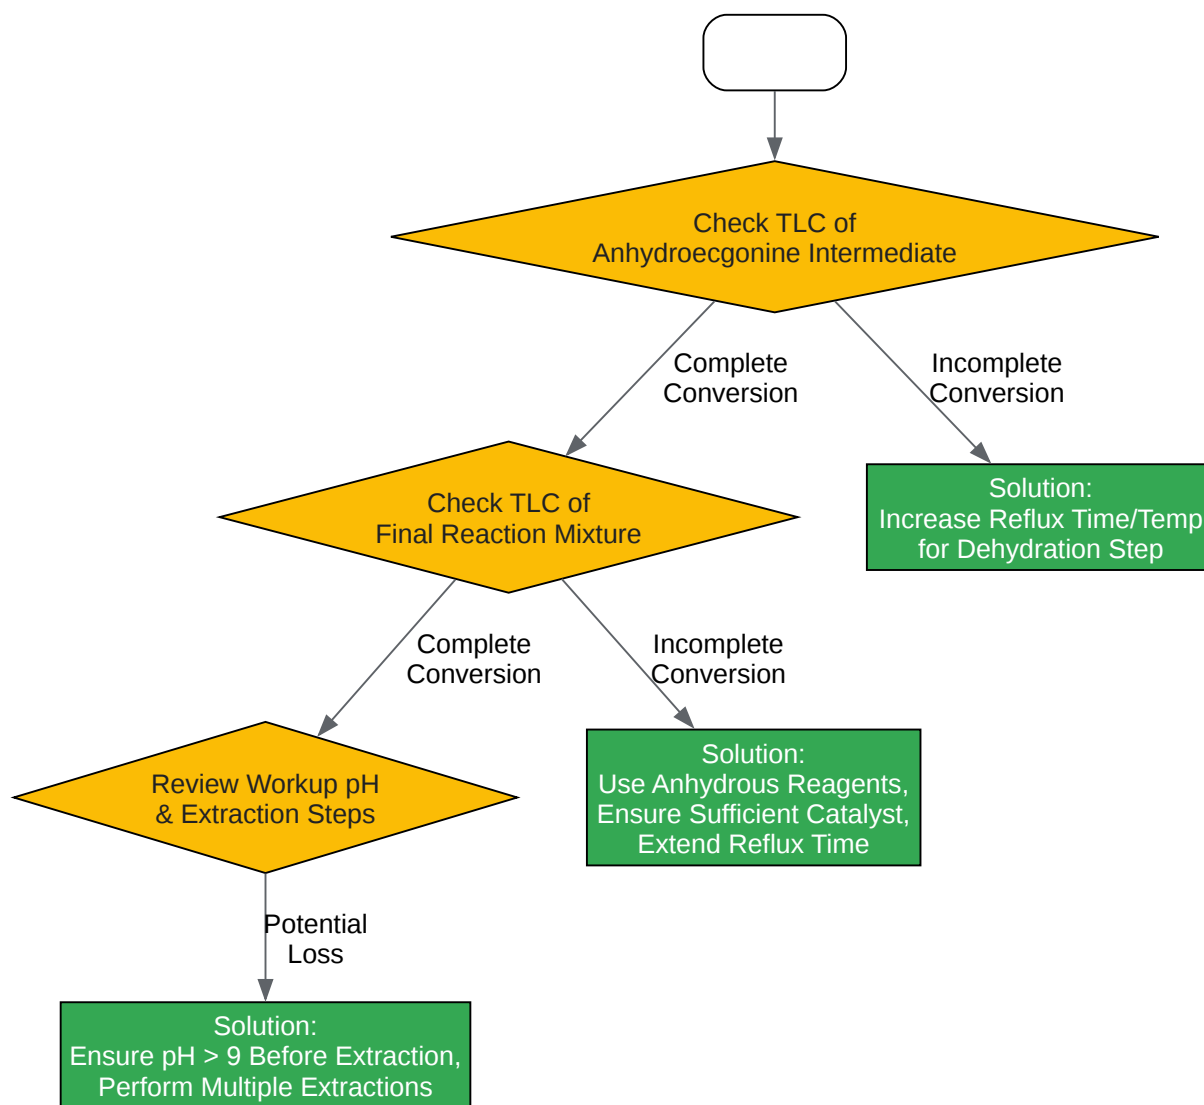 Check TLC of
Anhydroecgonine Intermediate
Complete
Conversion
Incomplete
Conversion
Check TLC of
Final Reaction Mixture
Solution:
Increase Reflux Time/Temp
for Dehydration Step
Complete
Conversion
Incomplete
Conversion
Review Workup pH
& Extraction Steps
Solution:
Use Anhydrous Reagents,
Ensure Sufficient Catalyst,
Extend Reflux Time
Potential
Loss
Solution:
Ensure pH > 9 Before Extraction,
Perform Multiple Extractions